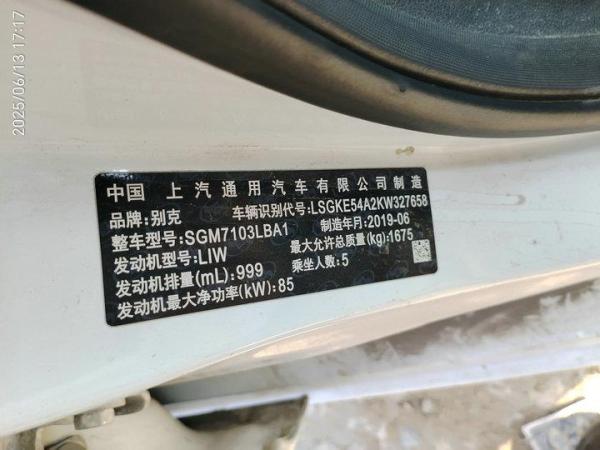 2025/06/13 17:17
中国 上汽通用汽车有限公司制造
品牌:别克 车辆识别代号:LSGKE54A2KW327658
整车型号:SGM7103LBA1 制造年月:2019-06
发动机型号:LIW 最大允许总质量(kg):1675
发动机排量(mL):999 乘坐人数:5
发动机最大净功率(kW):85